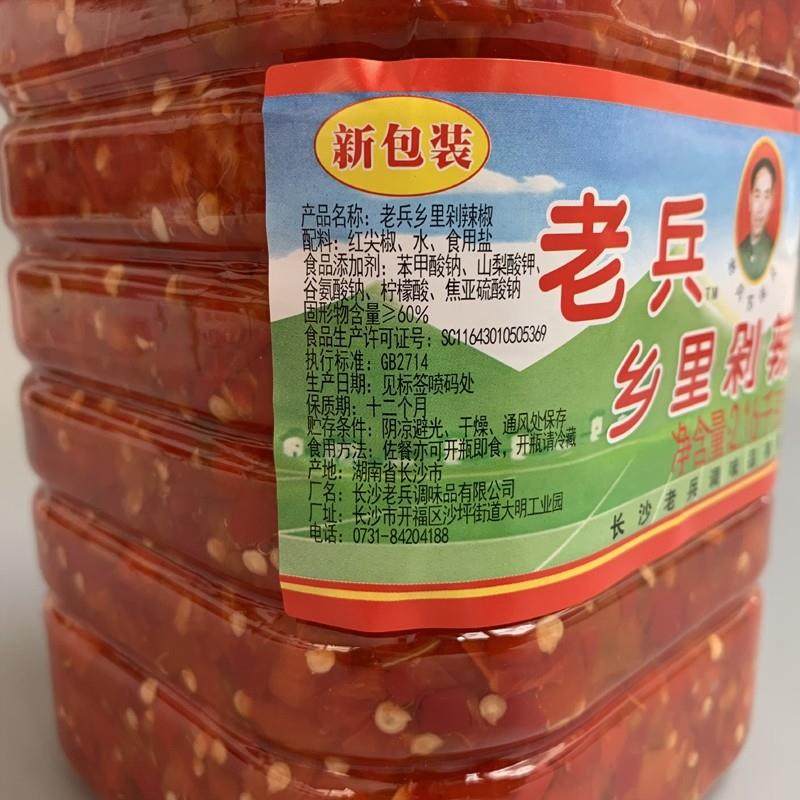 新包装
产品名称：老兵乡里剁辣椒
配料：红尖椒、水、食用盐
食品添加剂：苯甲酸钠、山梨酸钾、
谷氨酸钠、柠檬酸、焦亚硫酸钠
固形物含量≥60%
食品生产许可证号：SC11643010505369
执行标准：GB2714
生产日期：见标签喷码处
保质期：十二个月
贮存条件：阴凉避光、干燥、通风处保存
食用方法：佐餐亦可开瓶即食，开瓶请冷藏
产地：湖南省长沙市
厂名：长沙老兵调味品有限公司
厂址：长沙市开福区沙坪街道大明工业园
电话：0731-84204188
老兵TM
乡里剁辣
净含量
长沙老兵调味品